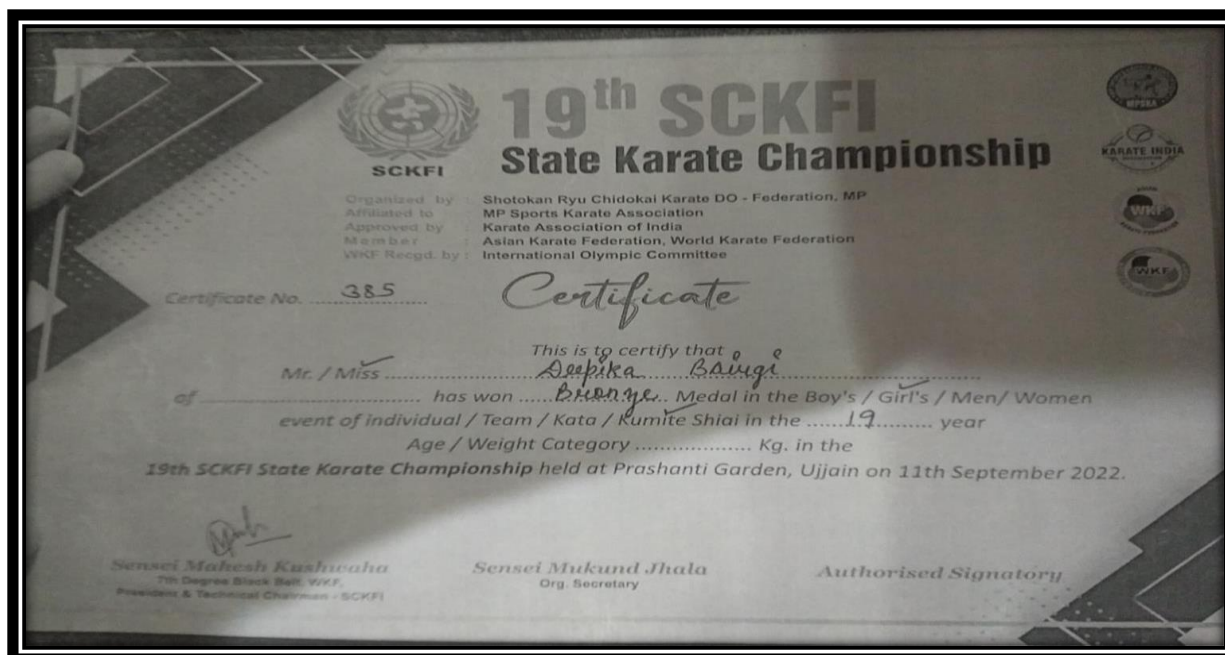 19th SCKFI
State Karate Championship
SCKFI
MPSKA
KARATE INDIA
WKF
WKF
Organized by : Shotokan Ryu Chidokai Karate DO - Federation, MP
Affiliated to : MP Sports Karate Association
Approved by : Karate Association of India
Member : Asian Karate Federation, World Karate Federation
WKF Recgd. by : International Olympic Committee
Certificate No. ...385...
Certificate
This is to certify that
Mr. / Miss ... Deepika
of ... has won ...Bronze... Medal in the Boy's / Girl's / Men/ Women
event of individual / Team / Kata / Kumite Shiai in the ...19... year
Age / Weight Category ... Kg. in the
19th SCKFI State Karate Championship held at Prashanti Garden, Ujjain on 11th September 2022.
Sensei Mahesh Kushwaha
7th Degree Black Belt, WKF,
President & Technical Chairman - SCKFI
Sensei Mukund Jhala
Org. Secretary
Authorised Signatory